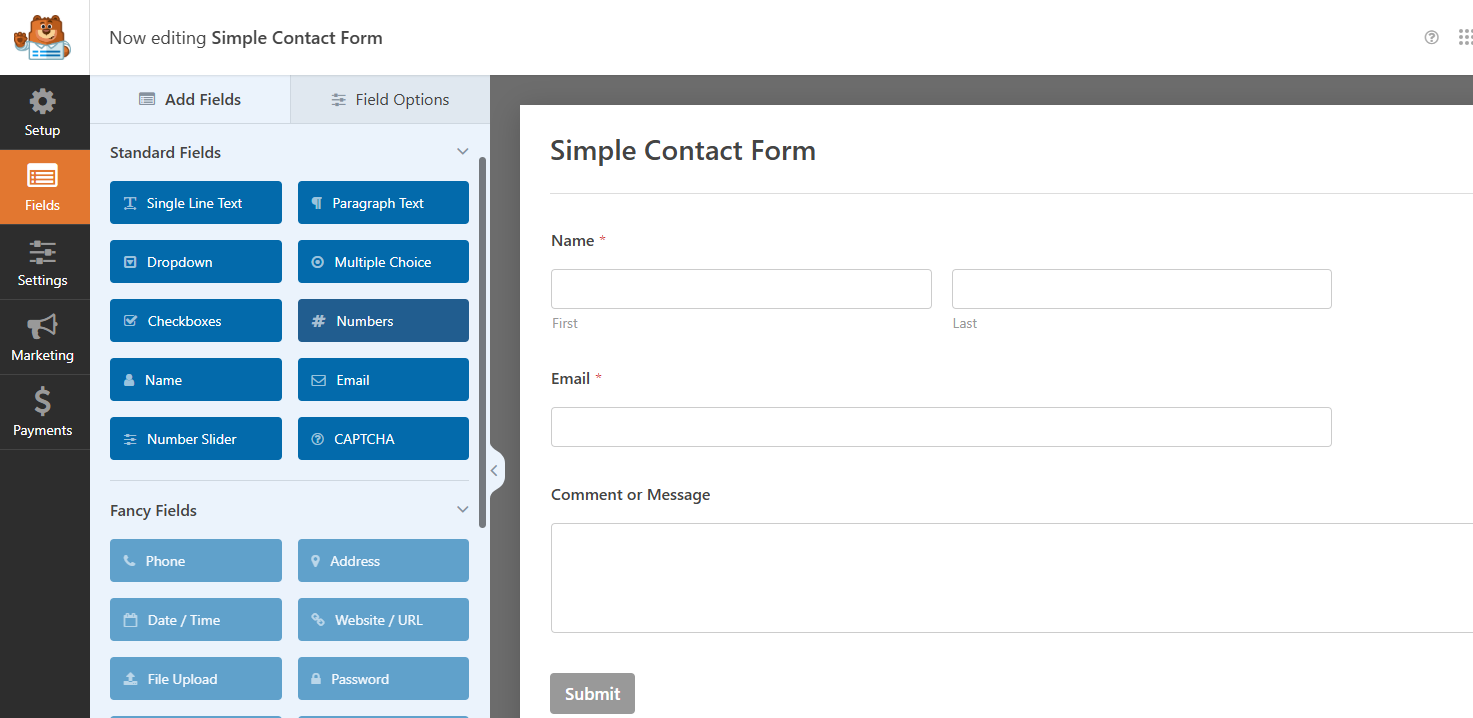 Now editing Simple Contact Form
Setup
Fields
Settings
Marketing
Payments
Add Fields
Field Options
Standard Fields
Single Line Text
Paragraph Text
Dropdown
Multiple Choice
Checkboxes
# Numbers
Name
Email
Number Slider
CAPTCHA
Fancy Fields
Phone
Address
Date / Time
Website / URL
File Upload
Password
Simple Contact Form
Name *
First
Last
Email *
Comment or Message
Submit